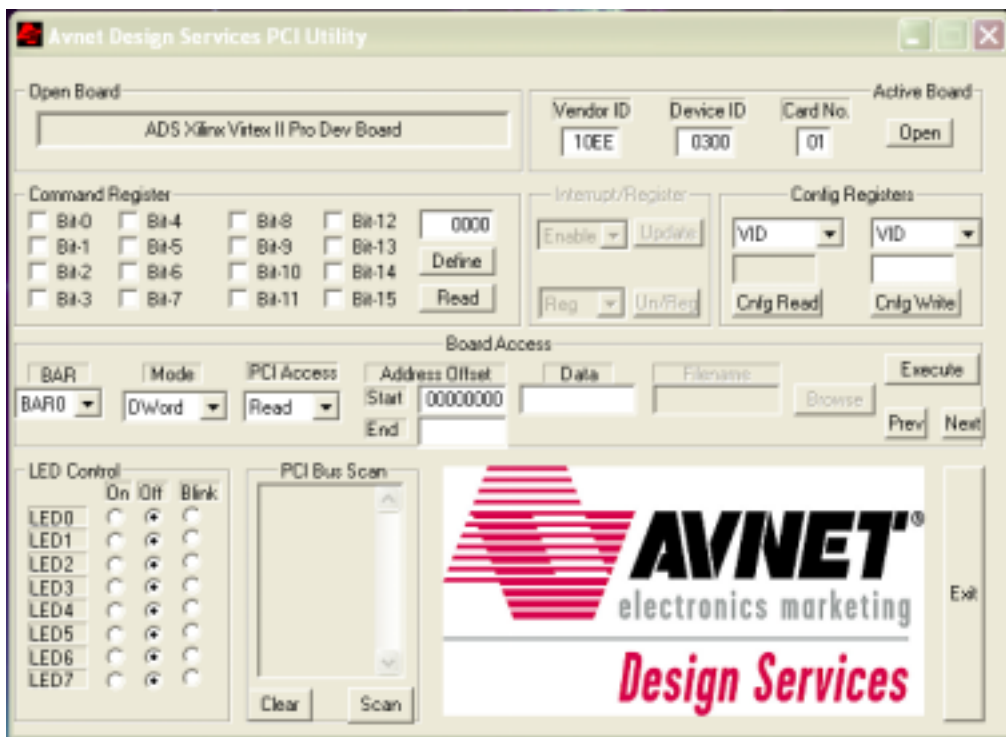 Avnet Design Services PCI Utility
Open Board
ADS Xilinx Virtex II Pro Dev Board
Active Board
Vendor ID Device ID Card No.
10EE 0300 01 Open
Command Register
Bit-0 Bit-4 Bit-8 Bit-12 0000
Bit-1 Bit-5 Bit-9 Bit-13
Bit-2 Bit-6 Bit-10 Bit-14 Define
Bit-3 Bit-7 Bit-11 Bit-15 Read
Interrupt/Register
Enable Update
Reg Un/Reg
Config Registers
VID VID
Cnfg Read Cnfg Write
Board Access
BAR Mode PCI Access Address Offset Data Filename Execute
BAR0 DWord Read Start 00000000 Browse
End Prev Next
LED Control
On Off Blink
LED0
LED1
LED2
LED3
LED4
LED5
LED6
LED7
PCI Bus Scan
Clear Scan
AVNET®
electronics marketing
Design Services
Exit